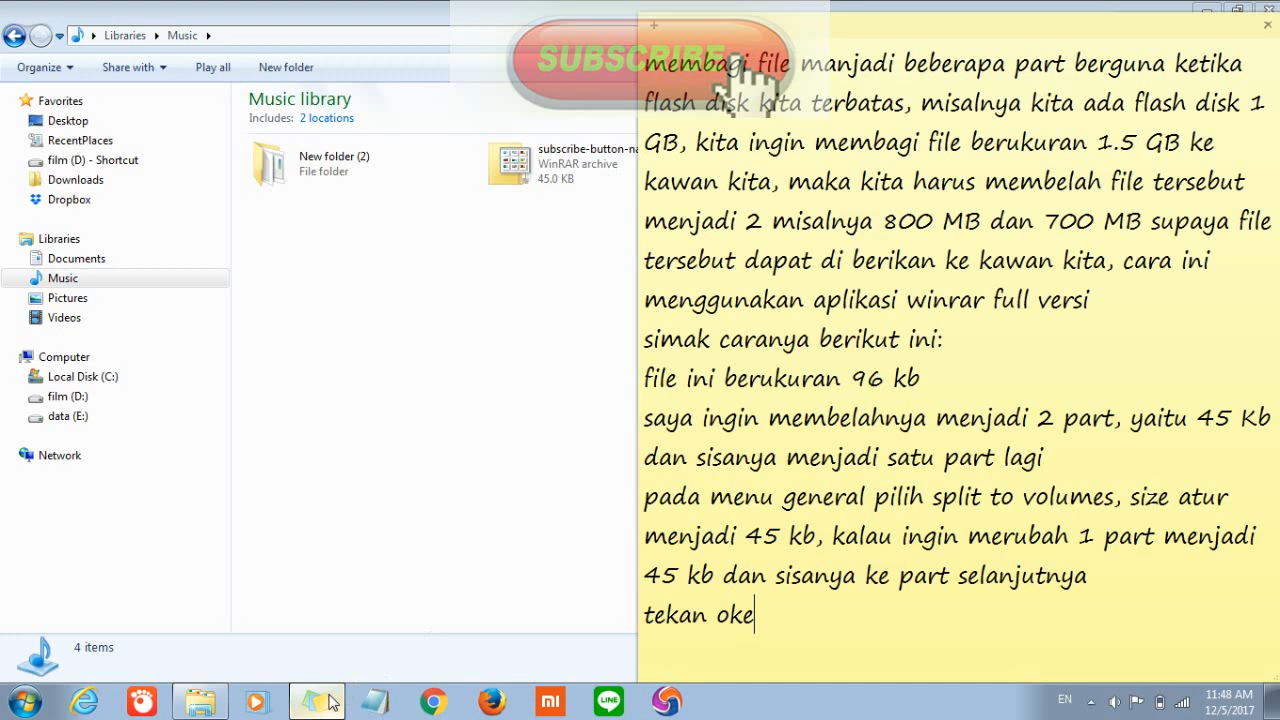 Libraries
Music
Organize
Share with
Play all
New folder
Favorites
Desktop
RecentPlaces
film (D) - Shortcut
Downloads
Dropbox
Libraries
Documents
Music
Pictures
Videos
Computer
Local Disk (C:)
film (D:)
data (E:)
Network
Music library
Includes: 2 locations
New folder (2)
File folder
subscribe-button-na
WinRAR archive
45.0 KB
4 items
SUBSCRIBE
membagi file manjadi beberapa part berguna ketika
flash disk kita terbatas, misalnya kita ada flash disk 1
GB, kita ingin membagi file berukuran 1.5 GB ke
kawan kita, maka kita harus membelah file tersebut
menjadi 2 misalnya 800 MB dan 700 MB supaya file
tersebut dapat di berikan ke kawan kita, cara ini
menggunakan aplikasi winrar full versi
simak caranya berikut ini:
file ini berukuran 96 kb
saya ingin membelahnya menjadi 2 part, yaitu 45 Kb
dan sisanya menjadi satu part lagi
pada menu general pilih split to volumes, size atur
menjadi 45 kb, kalau ingin merubah 1 part menjadi
45 kb dan sisanya ke part selanjutnya
tekan oke
mi
LINE
EN
11:48 AM
12/5/2017